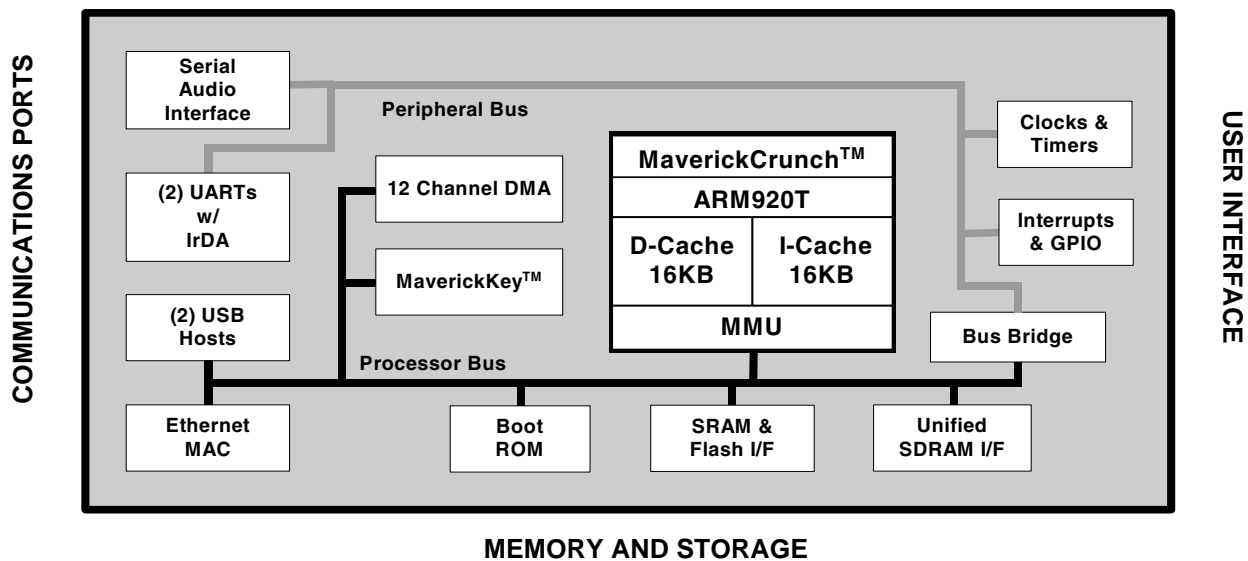 COMMUNICATIONS PORTS
Serial
Audio
Interface
Peripheral Bus
(2) UARTs
w/
IrDA
12 Channel DMA
MaverickKey™
(2) USB
Hosts
Processor Bus
Ethernet
MAC
Boot
ROM
MaverickCrunch™
ARM920T
D-Cache
16KB
I-Cache
16KB
MMU
SRAM &
Flash I/F
Unified
SDRAM I/F
Clocks &
Timers
Interrupts
& GPIO
Bus Bridge
USER INTERFACE
MEMORY AND STORAGE